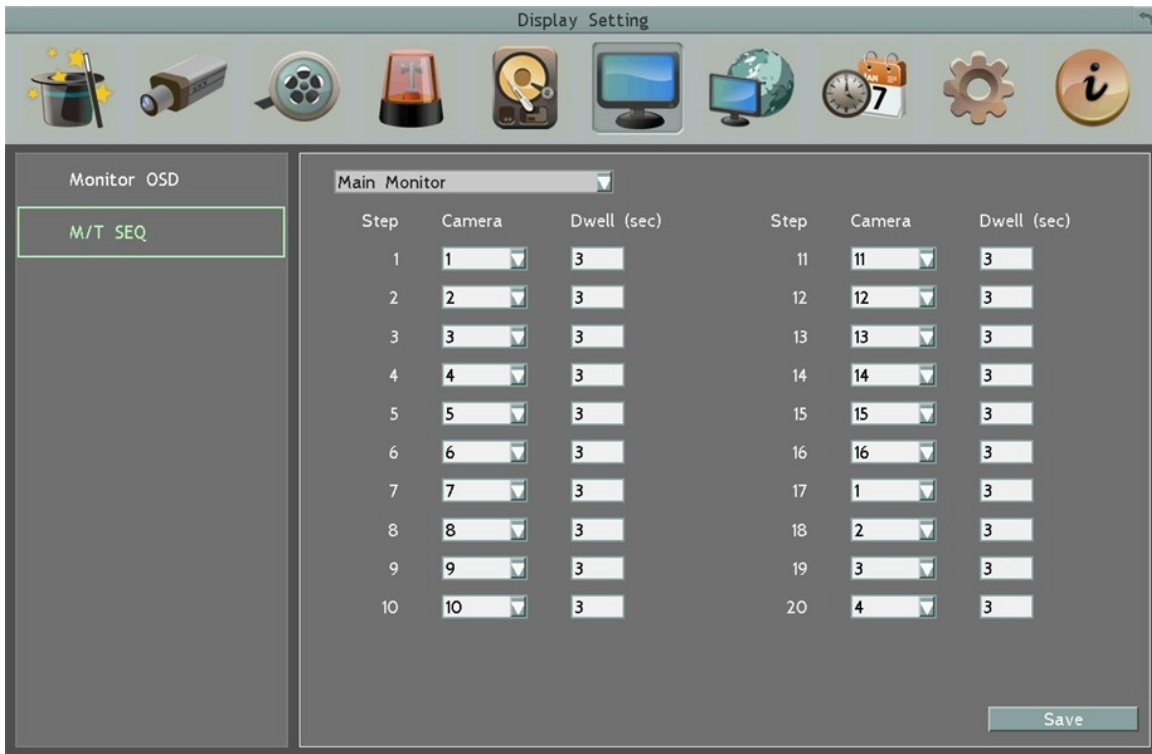 Display Setting
JAN
7
Monitor OSD
M/T SEQ
Main Monitor
Step Camera Dwell (sec) Step Camera Dwell (sec)
1 1 3 11 11 3
2 2 3 12 12 3
3 3 3 13 13 3
4 4 3 14 14 3
5 5 3 15 15 3
6 6 3 16 16 3
7 7 3 17 1 3
8 8 3 18 2 3
9 9 3 19 3 3
10 10 3 20 4 3
Save